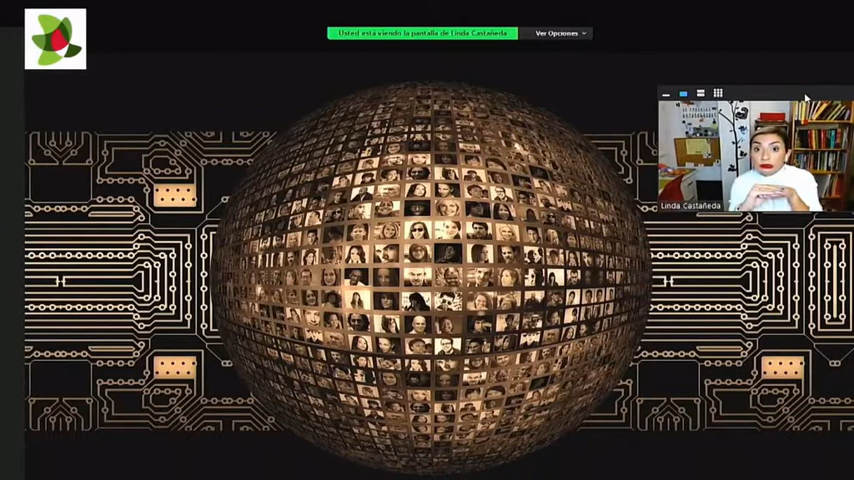 Usted está viendo la pantalla de Linda Castañeda
Ver Opciones
Linda Castañeda